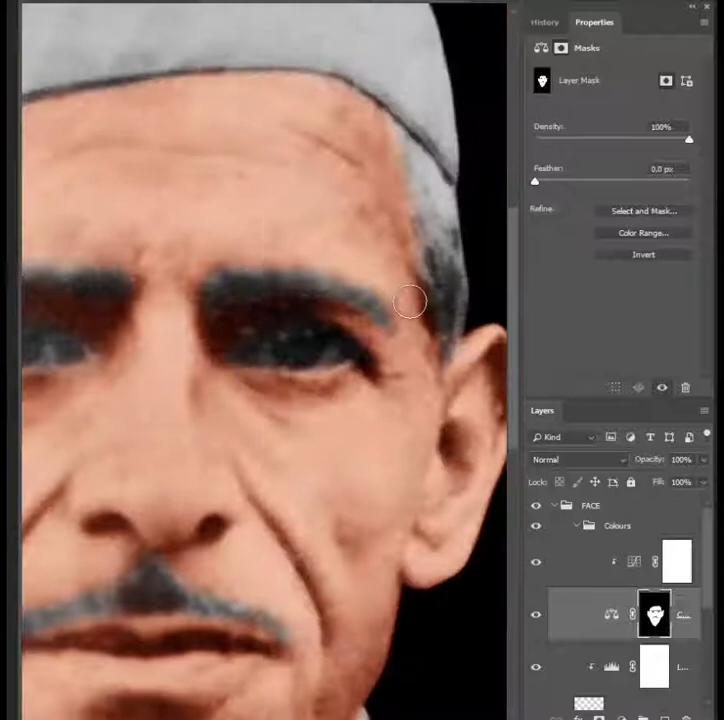 History Properties
Masks
Layer Mask
Density: 100%
Feather: 0,0 px
Refine:
Select and Mask...
Color Range...
Invert
Layers
Kind
Normal Opacity: 100%
Lock: Fill: 100%
FACE
Colours
C...
L...